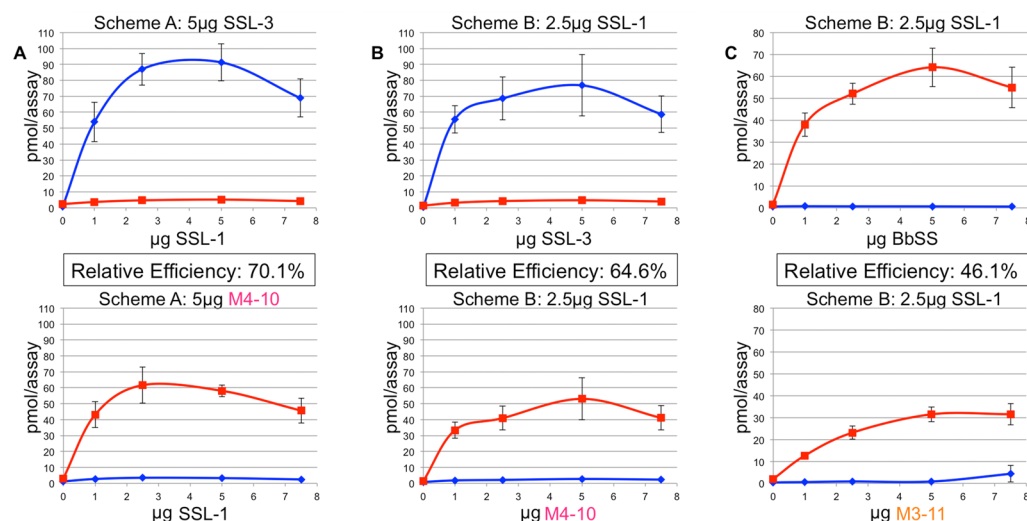 A
Scheme A: 5µg SSL-3
pmol/assay
110
100
90
80
70
60
50
40
30
20
10
0
0 1 2 3 4 5 6 7 8
µg SSL-1
B
Scheme B: 2.5µg SSL-1
pmol/assay
110
100
90
80
70
60
50
40
30
20
10
0
0 1 2 3 4 5 6 7 8
µg SSL-3
C
Scheme B: 2.5µg SSL-1
pmol/assay
80
70
60
50
40
30
20
10
0
0 1 2 3 4 5 6 7 8
µg BbSS
Relative Efficiency: 70.1%
Relative Efficiency: 64.6%
Relative Efficiency: 46.1%
Scheme A: 5µg M4-10
pmol/assay
110
100
90
80
70
60
50
40
30
20
10
0
0 1 2 3 4 5 6 7 8
µg SSL-1
Scheme B: 2.5µg SSL-1
pmol/assay
110
100
90
80
70
60
50
40
30
20
10
0
0 1 2 3 4 5 6 7 8
µg M4-10
Scheme B: 2.5µg SSL-1
pmol/assay
80
70
60
50
40
30
20
10
0
0 1 2 3 4 5 6 7 8
µg M3-11